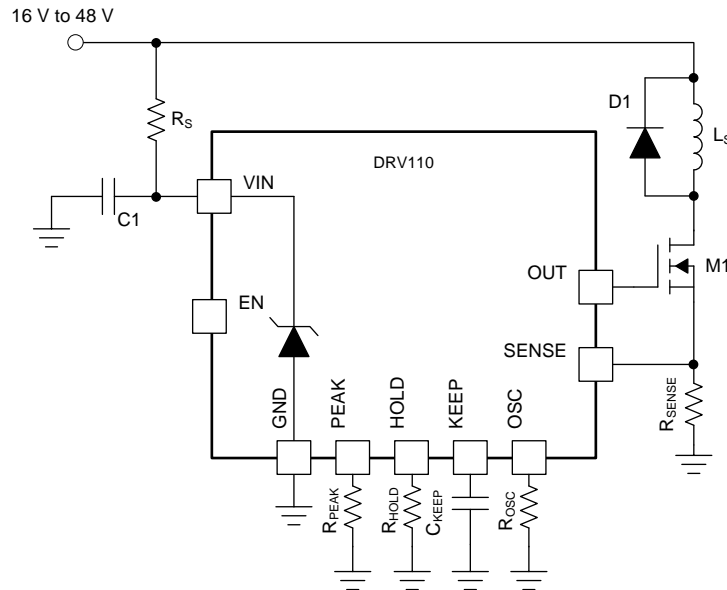 16 V to 48 V
D1
RS
LS
DRV110
VIN
C1
OUT
M1
EN
SENSE
GND
PEAK
HOLD
KEEP
OSC
RSENSE
RPEAK
RHOLD
CKEEP
ROSC